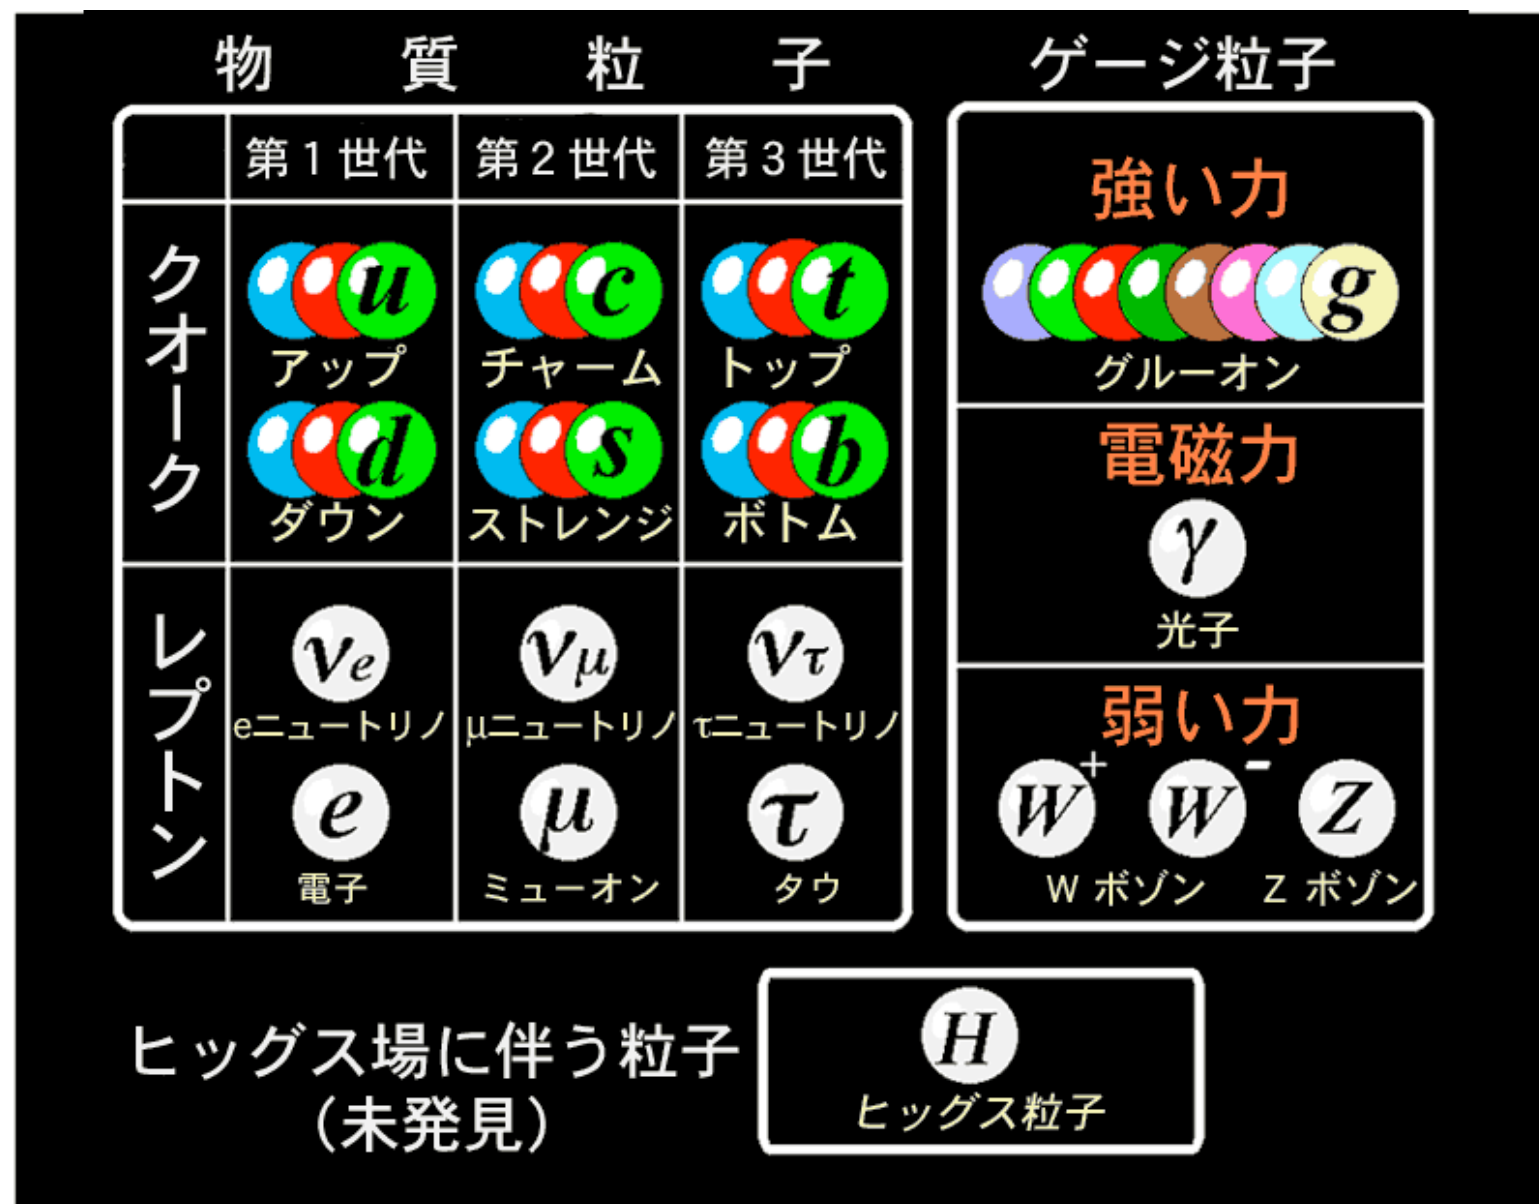 物質粒子
ゲージ粒子
第1世代 第2世代 第3世代
クオーク
u c t
アップ チャーム トップ
d s b
ダウン ストレンジ ボトム
レプトン
νe νμ ντ
eニュートリノ μニュートリノ τニュートリノ
e μ τ
電子 ミューオン タウ
強い力
g
グルーオン
電磁力
γ
光子
弱い力
W+ W- Z
W ボゾン Z ボゾン
ヒッグス場に伴う粒子
（未発見）
H
ヒッグス粒子